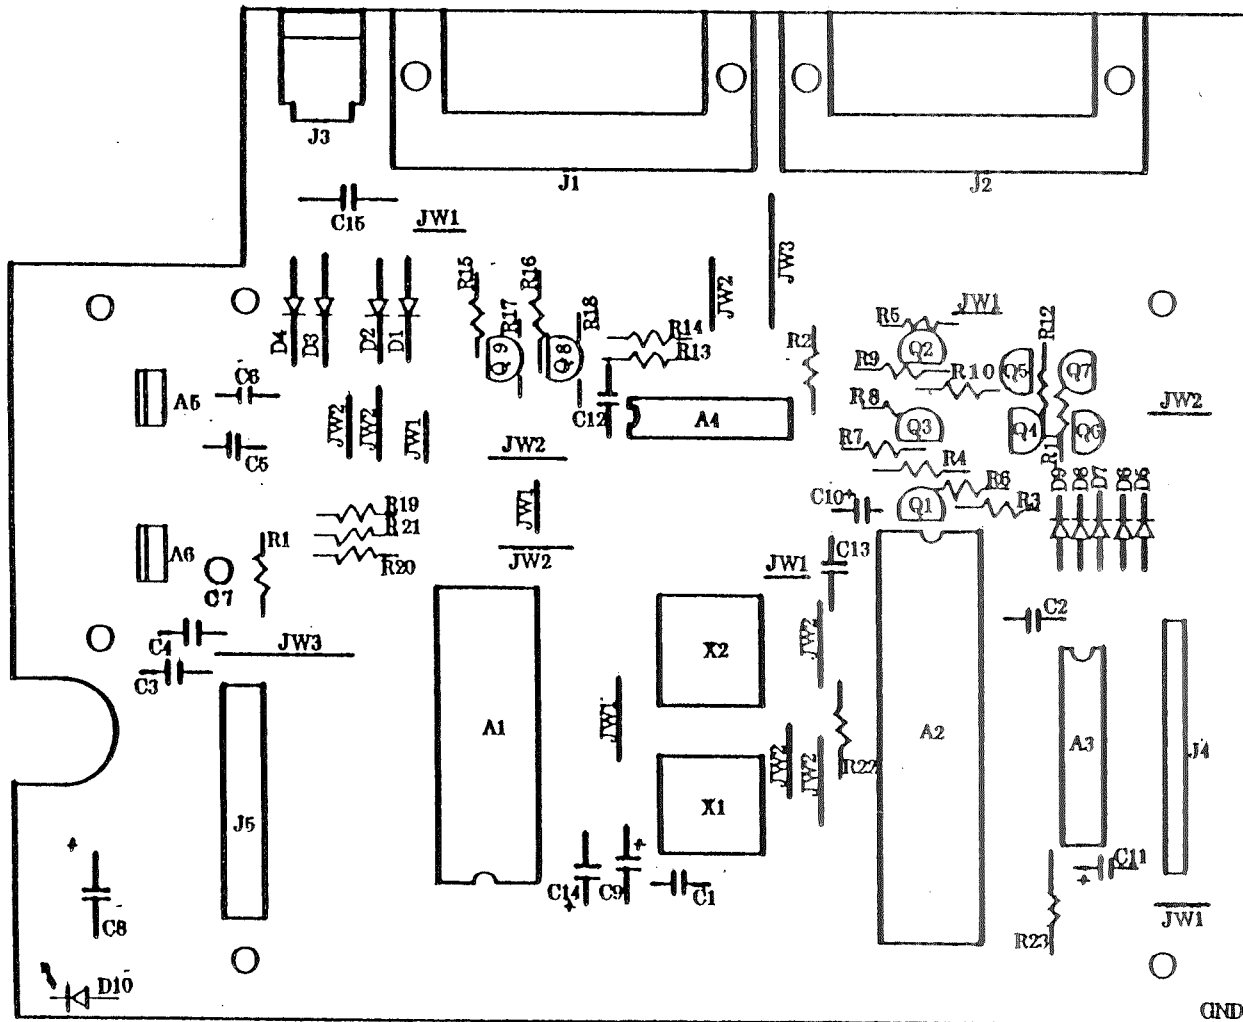 J3
J1
J2
C15
JW1
JW3
JW2
R15
R16
R17
R18
R14
R13
R2
R5
JW1
R12
D4
D3
D2
D1
Q9
Q8
Q2
R9
R10
Q5
Q7
A5
C6
C12
A4
R8
Q3
Q4
Q6
JW2
JW2
JW2
JW1
C5
JW2
R7
R4
R11
R6
R3
D9
D8
D7
D6
D5
R19
R21
R20
JW1
JW2
C10
+
Q1
A6
R1
C7
C13
JW1
C2
C4
C3
JW3
X2
JW2
A1
JW1
A2
A3
J4
JW2
JW2
R22
X1
J5
+
C8
C14
+
C9
+
C1
C11
+
R23
JW1
D10
GND